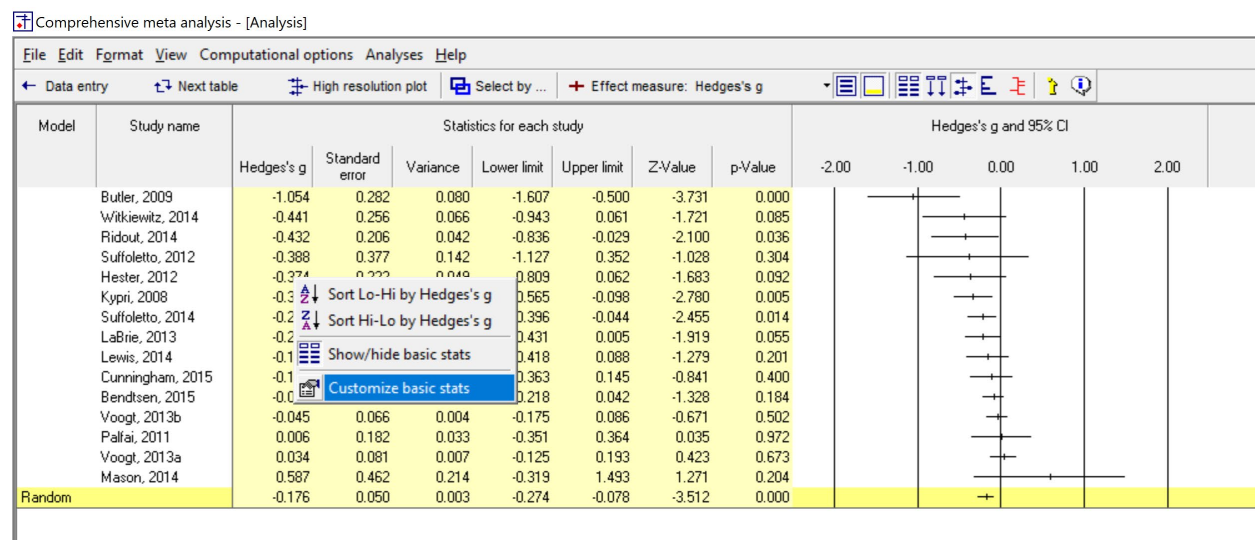 Comprehensive meta analysis - [Analysis]
File Edit Format View Computational options Analyses Help
Data entry Next table High resolution plot Select by ... Effect measure: Hedges's g
Model Study name Statistics for each study Hedges's g and 95% CI
Hedges's g Standard error Variance Lower limit Upper limit Z-Value p-Value -2.00 -1.00 0.00 1.00 2.00
Butler, 2009 -1.054 0.282 0.080 -1.607 -0.500 -3.731 0.000
Witkiewitz, 2014 -0.441 0.256 0.066 -0.943 0.061 -1.721 0.085
Ridout, 2014 -0.432 0.206 0.042 -0.836 -0.029 -2.100 0.036
Suffoletto, 2012 -0.388 0.377 0.142 -1.127 0.352 -1.028 0.304
Hester, 2012 -0.374 0.222 0.049 -0.809 0.062 -1.683 0.092
Kypri, 2008 -0.3 Sort Lo-Hi by Hedges's g 0.565 -0.098 -2.780 0.005
Suffoletto, 2014 -0.2 Sort Hi-Lo by Hedges's g 0.396 -0.044 -2.455 0.014
LaBrie, 2013 -0.2 0.431 0.005 -1.919 0.055
Lewis, 2014 -0.1 Show/hide basic stats 0.418 0.088 -1.279 0.201
Cunningham, 2015 -0.1 0.363 0.145 -0.841 0.400
Bendtsen, 2015 -0.0 Customize basic stats 0.218 0.042 -1.328 0.184
Voogt, 2013b -0.045 0.066 0.004 -0.175 0.086 -0.671 0.502
Palfai, 2011 0.006 0.182 0.033 -0.351 0.364 0.035 0.972
Voogt, 2013a 0.034 0.081 0.007 -0.125 0.193 0.423 0.673
Mason, 2014 0.587 0.462 0.214 -0.319 1.493 1.271 0.204
Random -0.176 0.050 0.003 -0.274 -0.078 -3.512 0.000